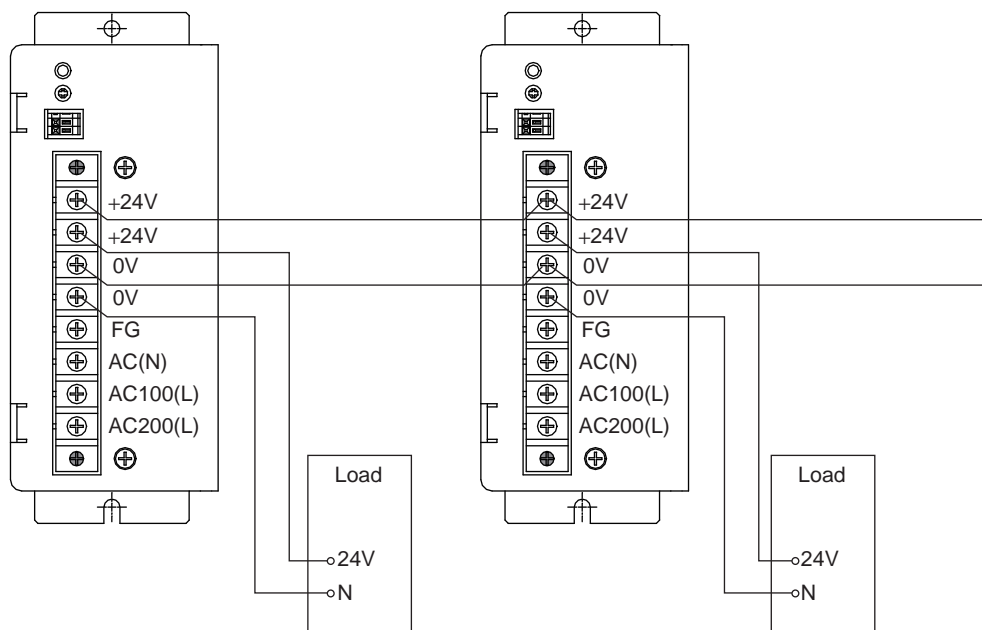 +24V
+24V
0V
0V
FG
AC(N)
AC100(L)
AC200(L)
Load
24V
N
+24V
+24V
0V
0V
FG
AC(N)
AC100(L)
AC200(L)
Load
24V
N